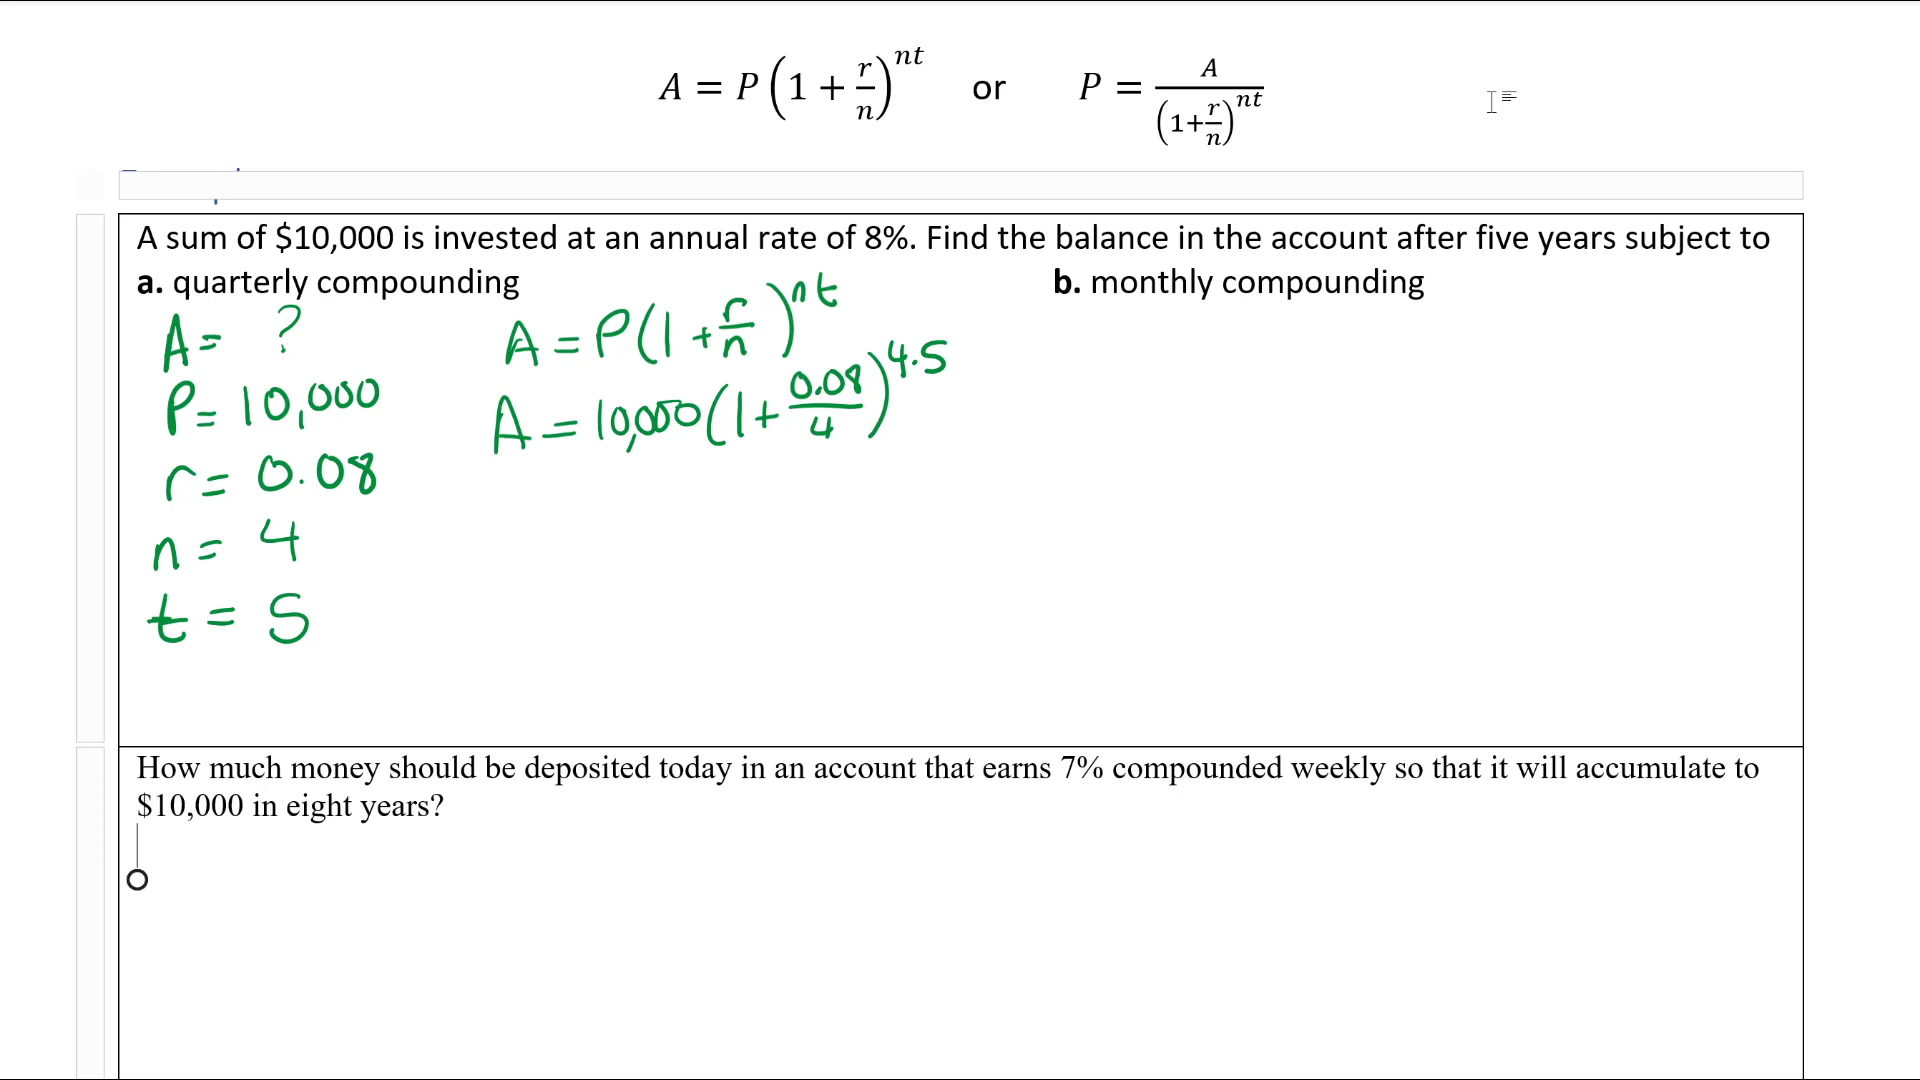 A = P(1 + r/n)^nt or P = A/(1+r/n)^nt
A sum of $10,000 is invested at an annual rate of 8%. Find the balance in the account after five years subject to
a. quarterly compounding b. monthly compounding
A = ?
P = 10,000
r = 0.08
n = 4
t = 5
A = P(1 + r/n)^nt
A = 10,000(1 + 0.08/4)^4·5
How much money should be deposited today in an account that earns 7% compounded weekly so that it will accumulate to
$10,000 in eight years?